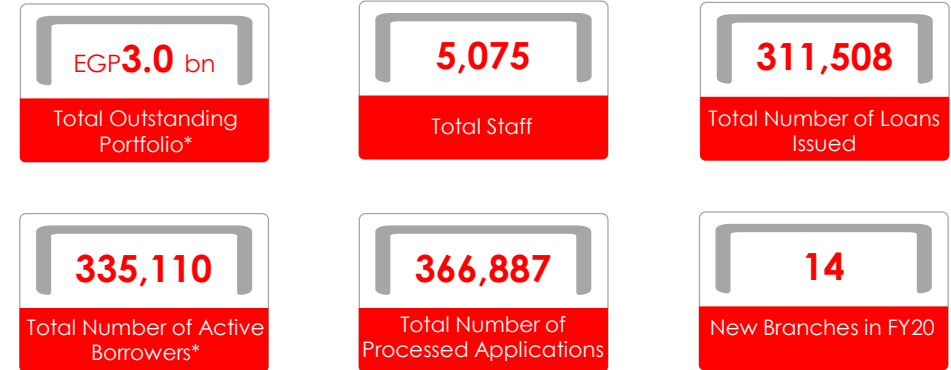 EGP3.0 bn
Total Outstanding
Portfolio*
5,075
Total Staff
311,508
Total Number of Loans
Issued
335,110
Total Number of Active
Borrowers*
366,887
Total Number of
Processed Applications
14
New Branches in FY20